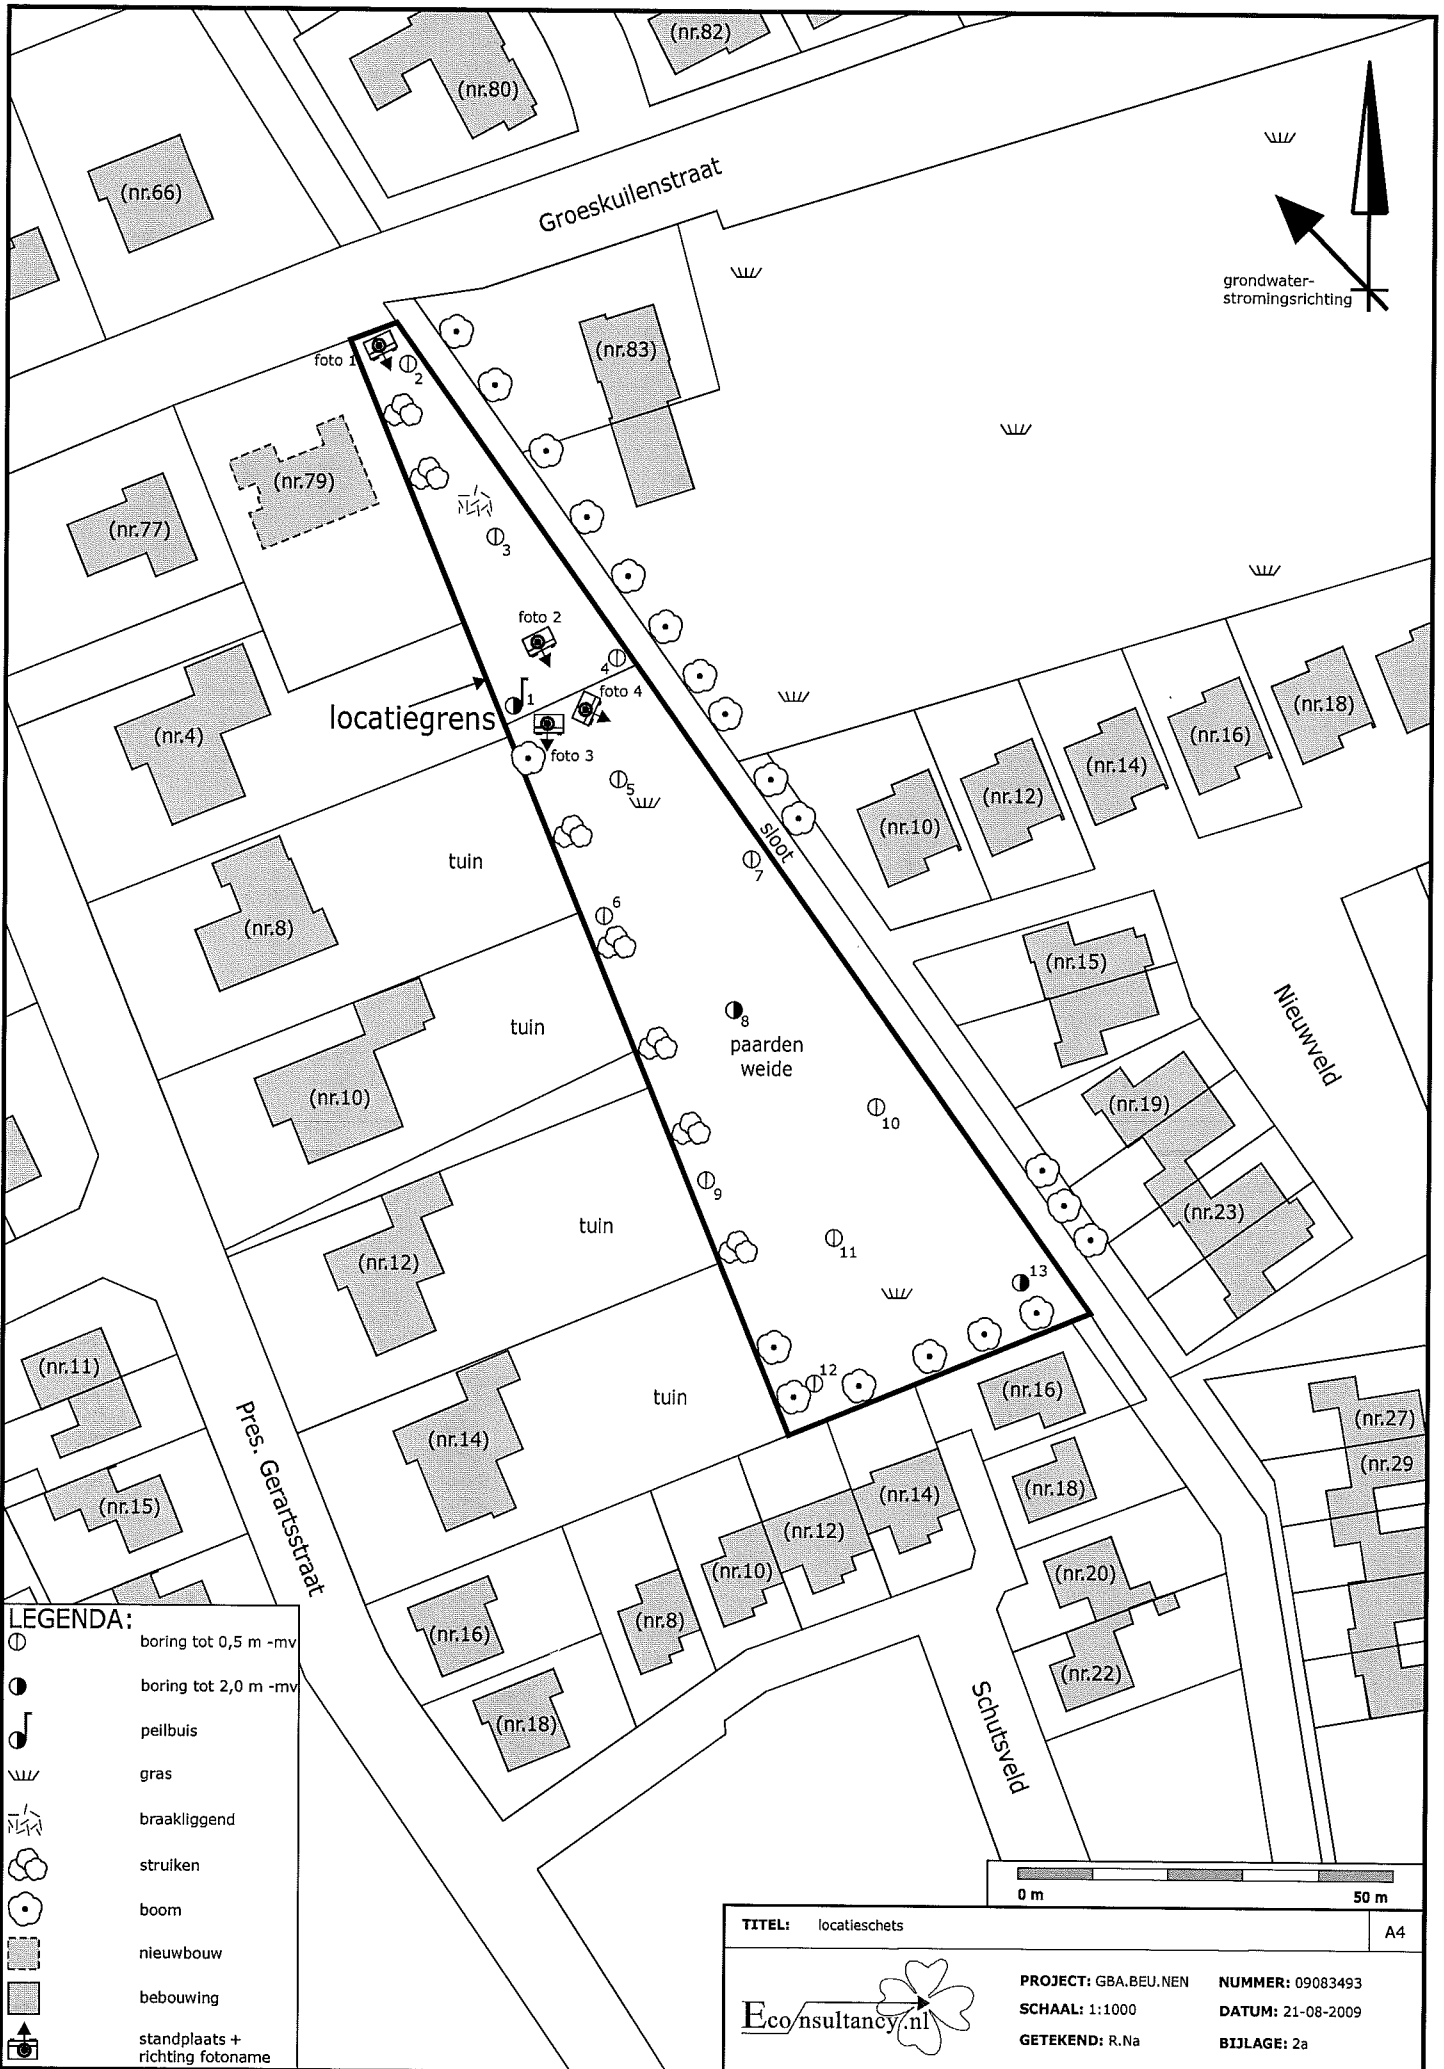 (nr.82)
(nr.80)
(nr.66)
Groeskuilenstraat
grondwater-
stromingsrichting
foto 1
2
(nr.83)
(nr.79)
(nr.77)
3
foto 2
4
foto 4
1
locatiegrens
foto 3
(nr.4)
5
(nr.18)
(nr.16)
(nr.14)
(nr.12)
(nr.10)
sloot
7
tuin
6
(nr.8)
(nr.15)
Nieuwveld
8
paarden
weide
tuin
(nr.10)
10
(nr.19)
9
(nr.23)
tuin
11
(nr.12)
13
(nr.11)
12
(nr.16)
tuin
(nr.14)
(nr.27)
(nr.29
Pres. Gerartsstraat
(nr.15)
(nr.18)
(nr.14)
(nr.12)
(nr.10)
(nr.20)
(nr.8)
(nr.16)
(nr.22)
(nr.18)
Schutsveld
LEGENDA:
boring tot 0,5 m -mv
boring tot 2,0 m -mv
peilbuis
gras
braakliggend
struiken
boom
nieuwbouw
bebouwing
standplaats +
richting fotoname
0 m
50 m
TITEL: locatieschets
A4
Econsultancy.nl
PROJECT: GBA.BEU.NEN
NUMMER: 09083493
SCHAAL: 1:1000
DATUM: 21-08-2009
GETEKEND: R.Na
BIJLAGE: 2a